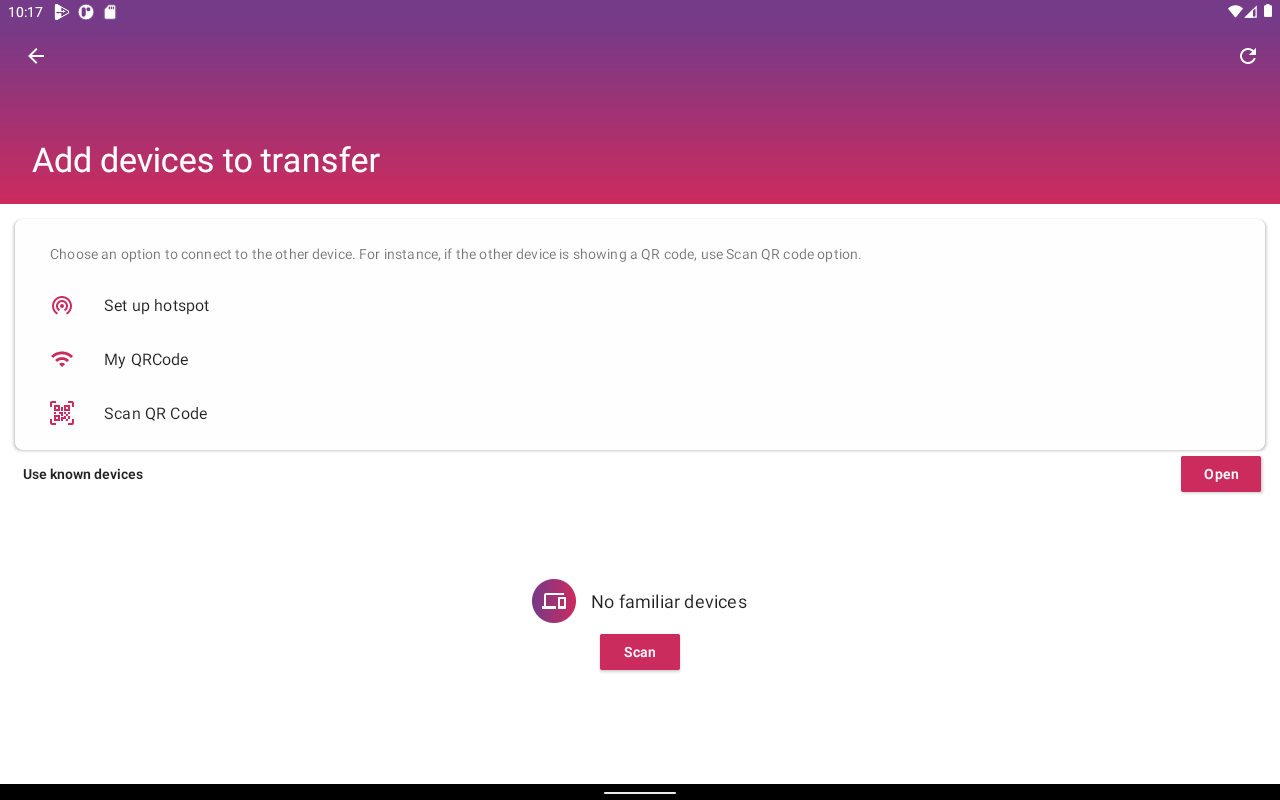 10:17
Add devices to transfer
Choose an option to connect to the other device. For instance, if the other device is showing a QR code, use Scan QR code option.
Set up hotspot
My QRCode
Scan QR Code
Use known devices
Open
No familiar devices
Scan